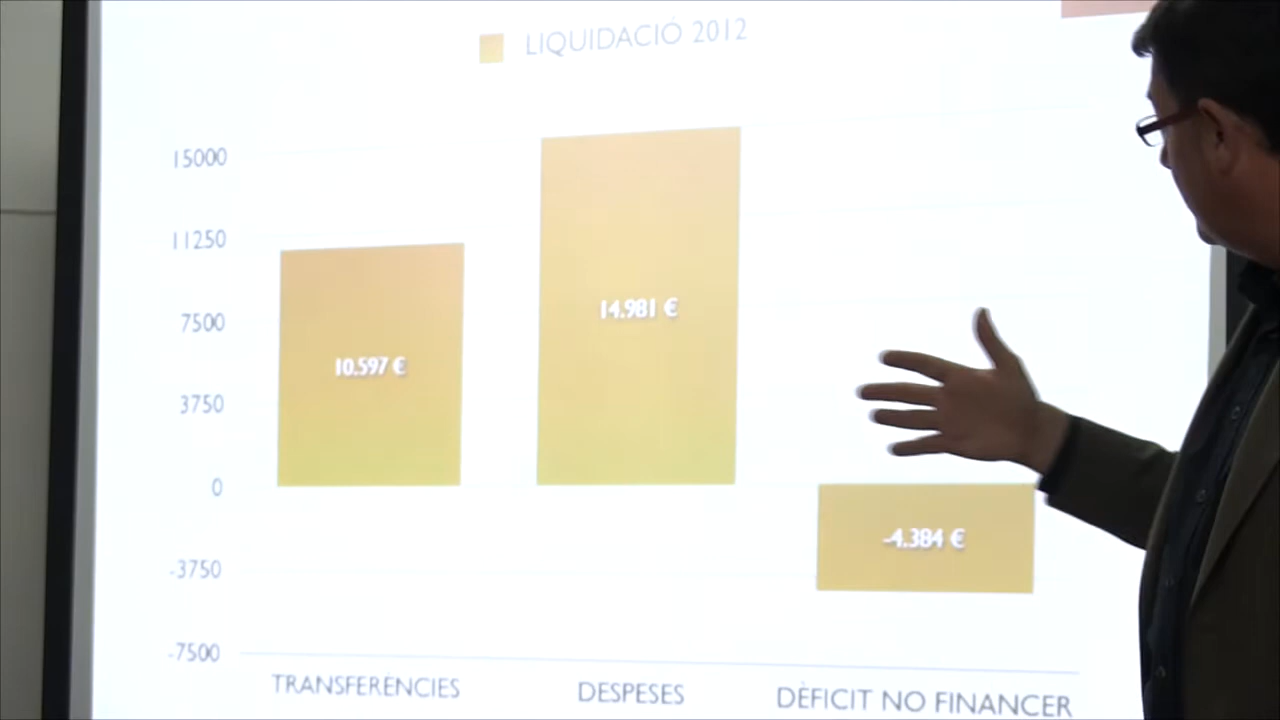 LIQUIDACIÓ 2012
15000
11250
7500
3750
0
-3750
-7500
10.597 €
14.981 €
-4.384 €
TRANSFERÈNCIES
DESPESES
DÈFICIT NO FINANCER